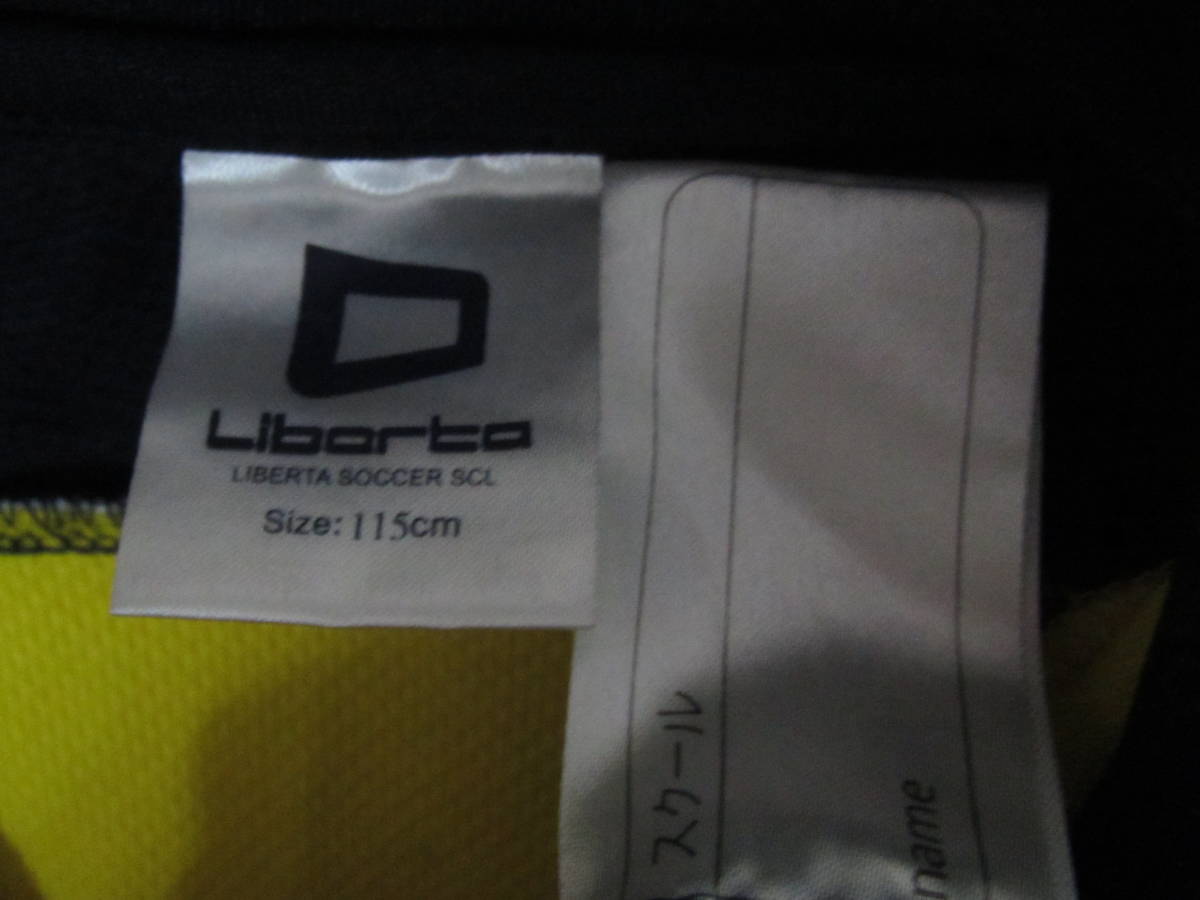 Liberta
LIBERTA SOCCER SCL
Size: 115cm
スクール
name